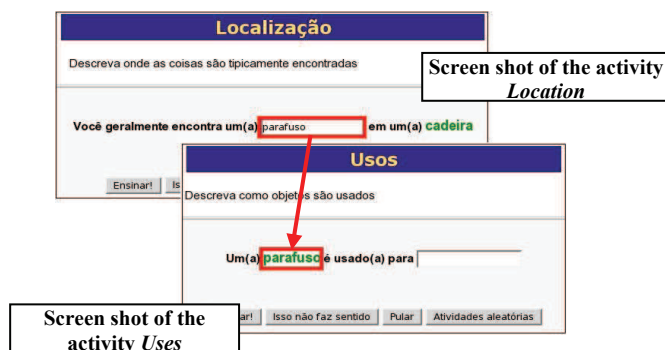 Localização
Descreva onde as coisas são tipicamente encontradas
Screen shot of the activity
Location
Você geralmente encontra um(a) parafuso em um(a) cadeira
Ensinar!
Usos
Descreva como objetos são usados
Um(a) parafuso é usado(a) para
Isso não faz sentido Pular Atividades aleatórias
Screen shot of the
activity Uses